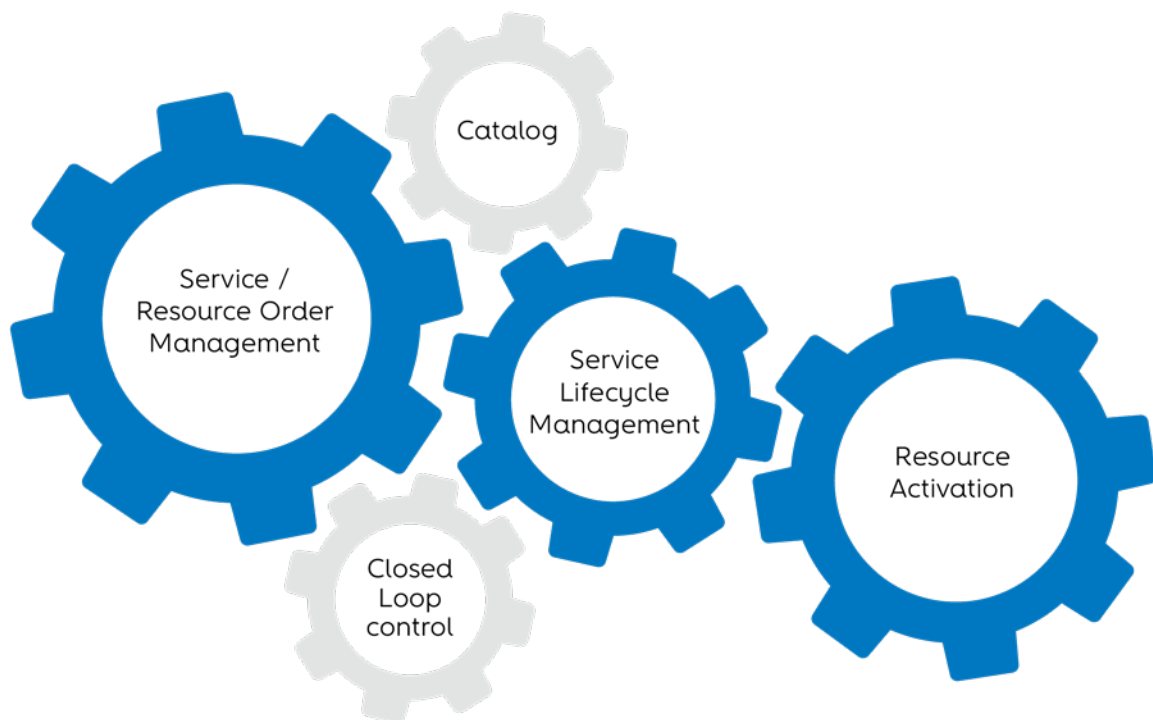 Catalog
Service /
Resource Order
Management
Service
Lifecycle
Management
Resource
Activation
Closed
Loop
control